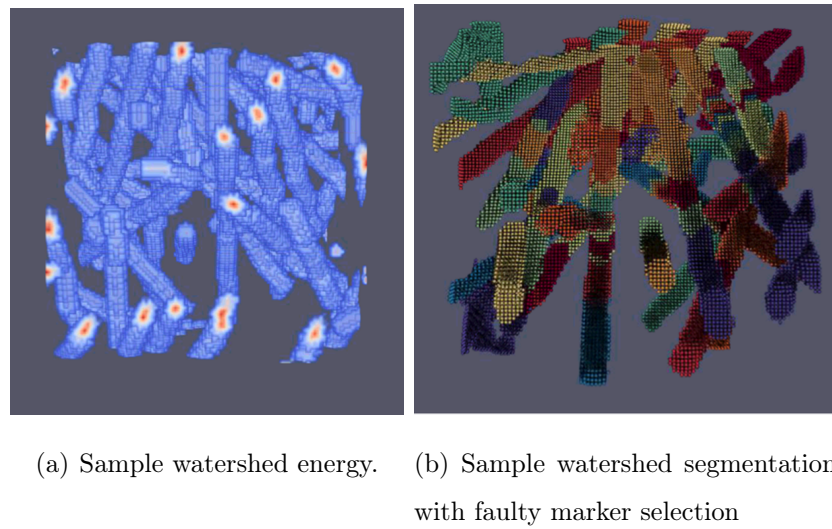 (a) Sample watershed energy.
(b) Sample watershed segmentation
with faulty marker selection